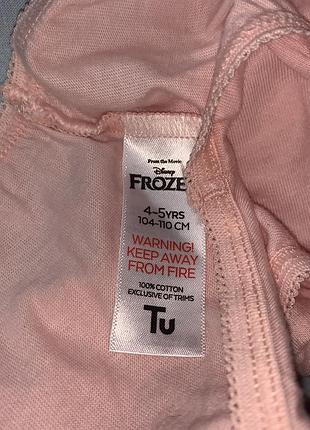 From the Movie
Disney
FROZE
4-5YRS
104-110 CM
WARNING!
KEEP AWAY
FROM FIRE
100% COTTON
EXCLUSIVE OF TRIMS
Tu